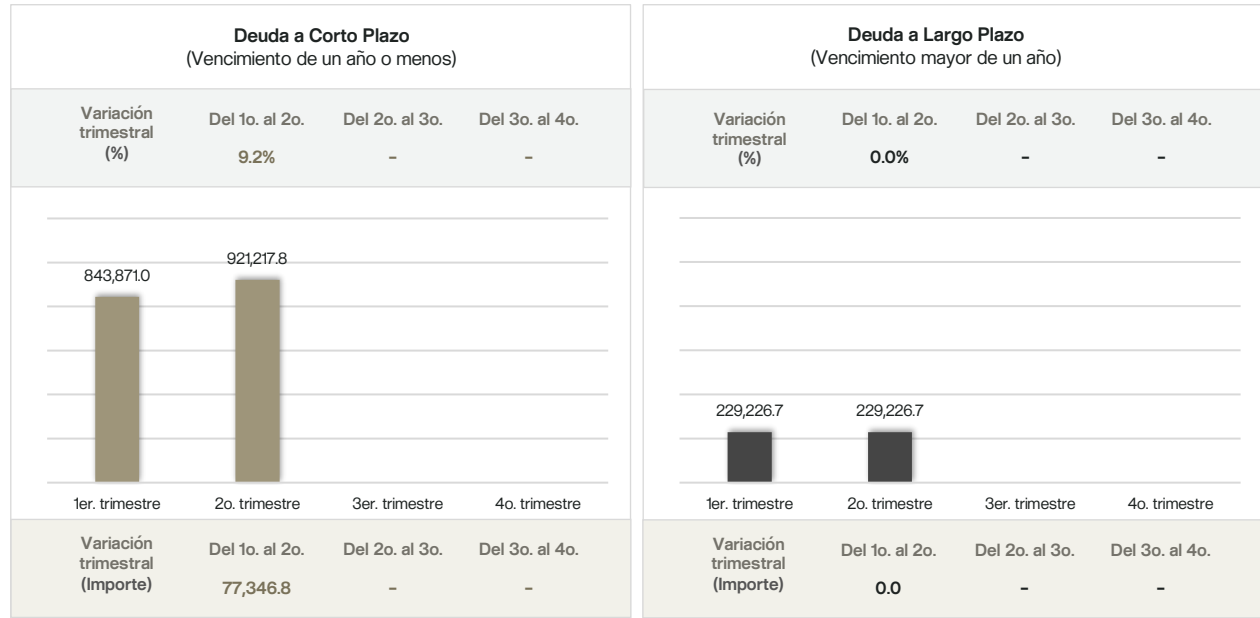 Deuda a Corto Plazo
(Vencimiento de un año o menos)
Variación
trimestral
(%)
Del 1o. al 2o.
Del 2o. al 3o.
Del 3o. al 4o.
9.2%
–
–
843,871.0
921,217.8
1er. trimestre
2o. trimestre
3er. trimestre
4o. trimestre
Variación
trimestral
(Importe)
Del 1o. al 2o.
Del 2o. al 3o.
Del 3o. al 4o.
77,346.8
–
–
Deuda a Largo Plazo
(Vencimiento mayor de un año)
Variación
trimestral
(%)
Del 1o. al 2o.
Del 2o. al 3o.
Del 3o. al 4o.
0.0%
–
–
229,226.7
229,226.7
1er. trimestre
2o. trimestre
3er. trimestre
4o. trimestre
Variación
trimestral
(Importe)
Del 1o. al 2o.
Del 2o. al 3o.
Del 3o. al 4o.
0.0
–
–